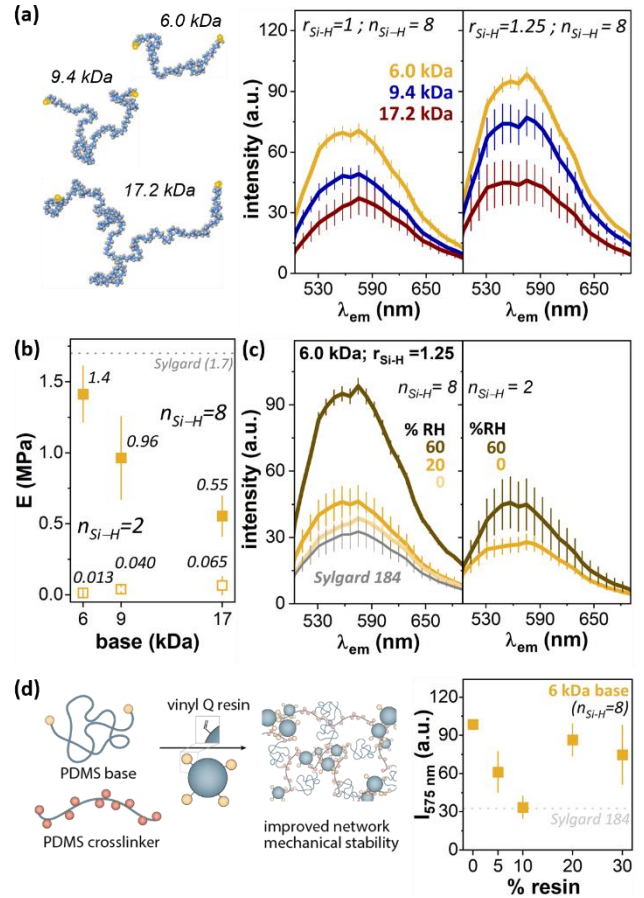 (a)
6.0 kDa
9.4 kDa
17.2 kDa
r_Si-H=1 ; n_Si-H = 8
r_Si-H=1.25 ; n_Si-H = 8
6.0 kDa
9.4 kDa
17.2 kDa
intensity (a.u.)
90
60
30
0
530 590 650
530 590 650
λ_em (nm)
λ_em (nm)
(b)
Sylgard (1.7)
1.5
1.0
0.5
0.0
E (MPa)
1.4
n_Si-H=8
0.96
0.55
n_Si-H=2
0.013
0.040
0.065
6 9 17
base (kDa)
(c)
6.0 kDa; r_Si-H =1.25
n_Si-H = 8
n_Si-H = 2
% RH
60
20
0
%RH
60
0
Sylgard 184
intensity (a.u.)
90
60
30
0
530 590 650
530 590 650
λ_em (nm)
λ_em (nm)
(d)
PDMS base
PDMS crosslinker
vinyl Q resin
improved network
mechanical stability
6 kDa base
(n_Si-H=8)
I_575 nm (a.u.)
120
90
60
30
0
Sylgard 184
0 5 10 20 30
% resin